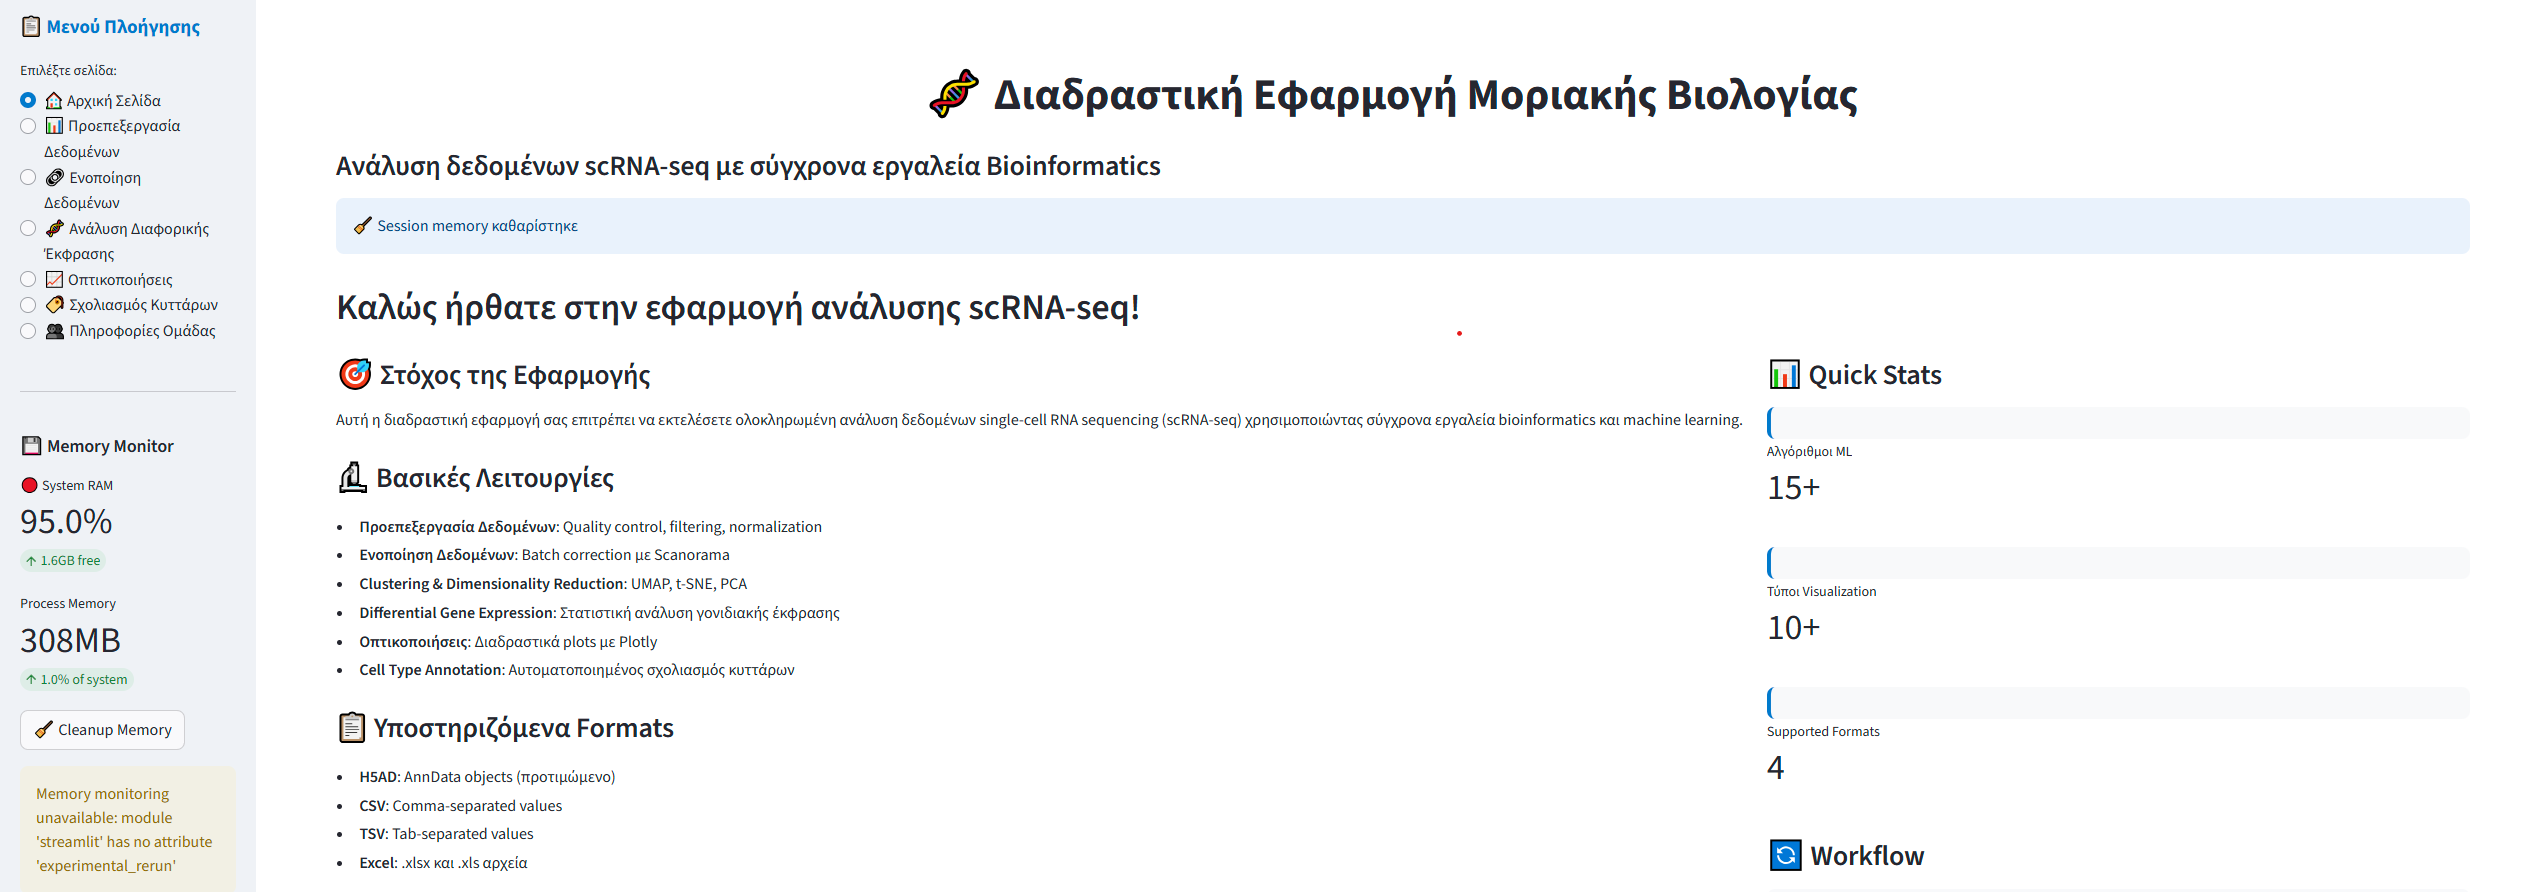 Μενού Πλοήγησης
Επιλέξτε σελίδα:
Αρχική Σελίδα
Προεπεξεργασία
Δεδομένων
Ενοποίηση
Δεδομένων
Ανάλυση Διαφορικής
Έκφρασης
Οπτικοποιήσεις
Σχολιασμός Κυττάρων
Πληροφορίες Ομάδας
Memory Monitor
System RAM
95.0%
↑ 1.6GB free
Process Memory
308MB
↑ 1.0% of system
Cleanup Memory
Memory monitoring
unavailable: module
'streamlit' has no attribute
'experimental_rerun'
Διαδραστική Εφαρμογή Μοριακής Βιολογίας
Ανάλυση δεδομένων scRNA-seq με σύγχρονα εργαλεία Bioinformatics
Session memory καθαρίστηκε
Καλώς ήρθατε στην εφαρμογή ανάλυσης scRNA-seq!
Στόχος της Εφαρμογής
Αυτή η διαδραστική εφαρμογή σας επιτρέπει να εκτελέσετε ολοκληρωμένη ανάλυση δεδομένων single-cell RNA sequencing (scRNA-seq) χρησιμοποιώντας σύγχρονα εργαλεία bioinformatics και machine learning.
Βασικές Λειτουργίες
• Προεπεξεργασία Δεδομένων: Quality control, filtering, normalization
• Ενοποίηση Δεδομένων: Batch correction με Scanorama
• Clustering & Dimensionality Reduction: UMAP, t-SNE, PCA
• Differential Gene Expression: Στατιστική ανάλυση γονιδιακής έκφρασης
• Οπτικοποιήσεις: Διαδραστικά plots με Plotly
• Cell Type Annotation: Αυτοματοποιημένος σχολιασμός κυττάρων
Υποστηριζόμενα Formats
• H5AD: AnnData objects (προτιμώμενο)
• CSV: Comma-separated values
• TSV: Tab-separated values
• Excel: .xlsx και .xls αρχεία
Quick Stats
Αλγόριθμοι ML
15+
Τύποι Visualization
10+
Supported Formats
4
Workflow